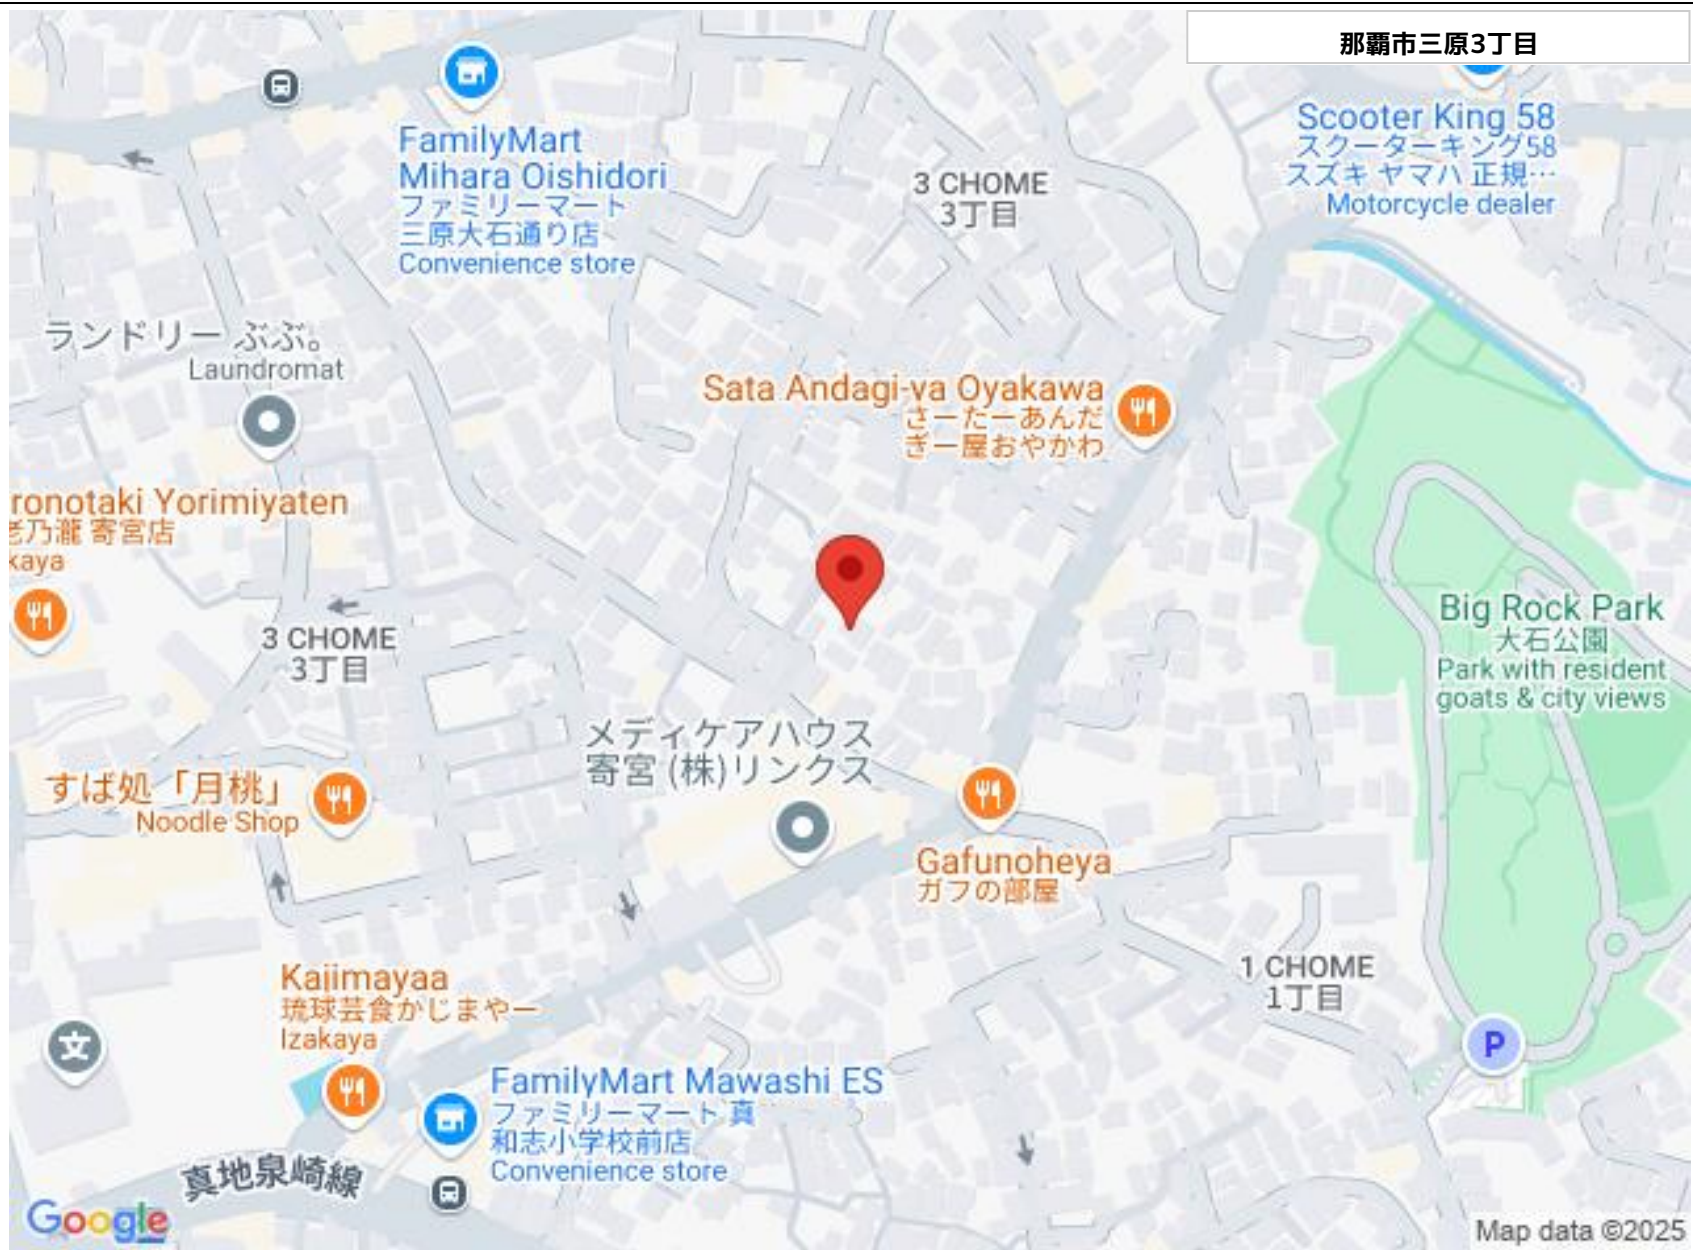 那覇市三原3丁目
FamilyMart
Mihara Oishidori
ファミリーマート
三原大石通り店
Convenience store
3 CHOME
3丁目
Scooter King 58
スクーターキング58
スズキ ヤマハ 正規…
Motorcycle dealer
ランドリー ぶぶ。
Laundromat
Sata Andagi-ya Oyakawa
さーたーあんだ
ぎー屋おやかわ
ronotaki Yorimiyaten
老乃瀧 寄宮店
kaya
3 CHOME
3丁目
Big Rock Park
大石公園
Park with resident
goats & city views
メディケアハウス
寄宮 (株)リンクス
すば処「月桃」
Noodle Shop
Gafunoheya
ガフの部屋
1 CHOME
1丁目
Kajimayaa
琉球芸食かじまやー
Izakaya
文
P
FamilyMart Mawashi ES
ファミリーマート 真
和志小学校前店
Convenience store
真地泉崎線
Google
Map data ©2025